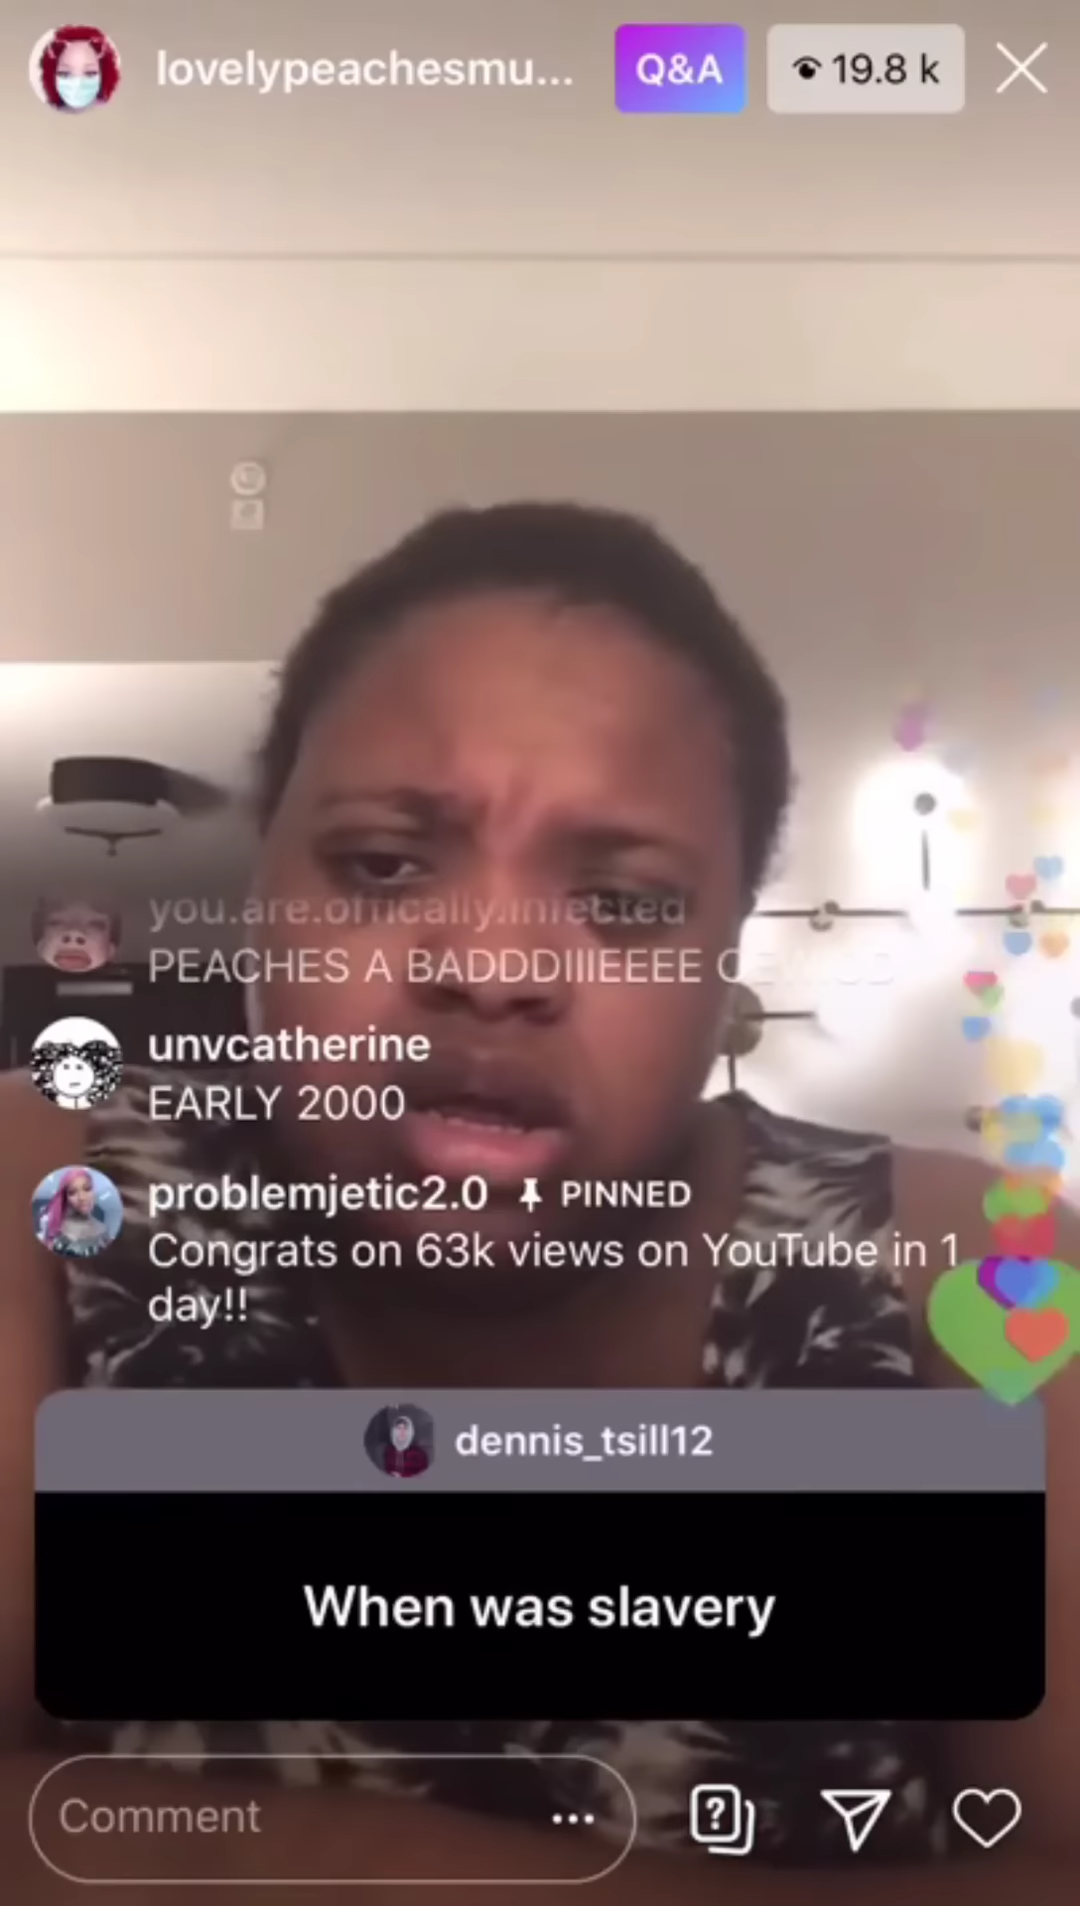 lovelypeachesmu...
Q&A
19.8 k
you.are.offically.infected
PEACHES A BADDDIIIEEEE
unvcatherine
EARLY 2000
problemjetic2.0 PINNED
Congrats on 63k views on YouTube in 1
day!!
dennis_tsill12
When was slavery
Comment